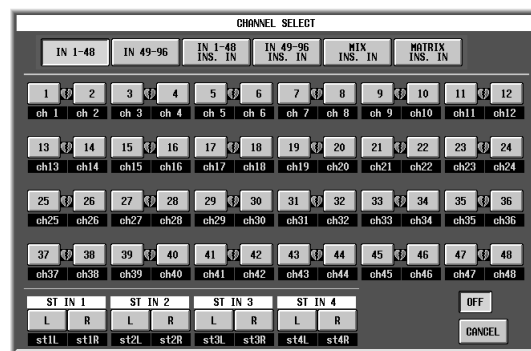 CHANNEL SELECT
IN 1-48 IN 49-96 IN 1-48 INS. IN IN 49-96 INS. IN MIX INS. IN MATRIX INS. IN
1 2 3 4 5 6 7 8 9 10 11 12
ch 1 ch 2 ch 3 ch 4 ch 5 ch 6 ch 7 ch 8 ch 9 ch10 ch11 ch12
13 14 15 16 17 18 19 20 21 22 23 24
ch13 ch14 ch15 ch16 ch17 ch18 ch19 ch20 ch21 ch22 ch23 ch24
25 26 27 28 29 30 31 32 33 34 35 36
ch25 ch26 ch27 ch28 ch29 ch30 ch31 ch32 ch33 ch34 ch35 ch36
37 38 39 40 41 42 43 44 45 46 47 48
ch37 ch38 ch39 ch40 ch41 ch42 ch43 ch44 ch45 ch46 ch47 ch48
ST IN 1 ST IN 2 ST IN 3 ST IN 4 OFF
L R L R L R L R CANCEL
st1L st1R st2L st2R st3L st3R st4L st4R